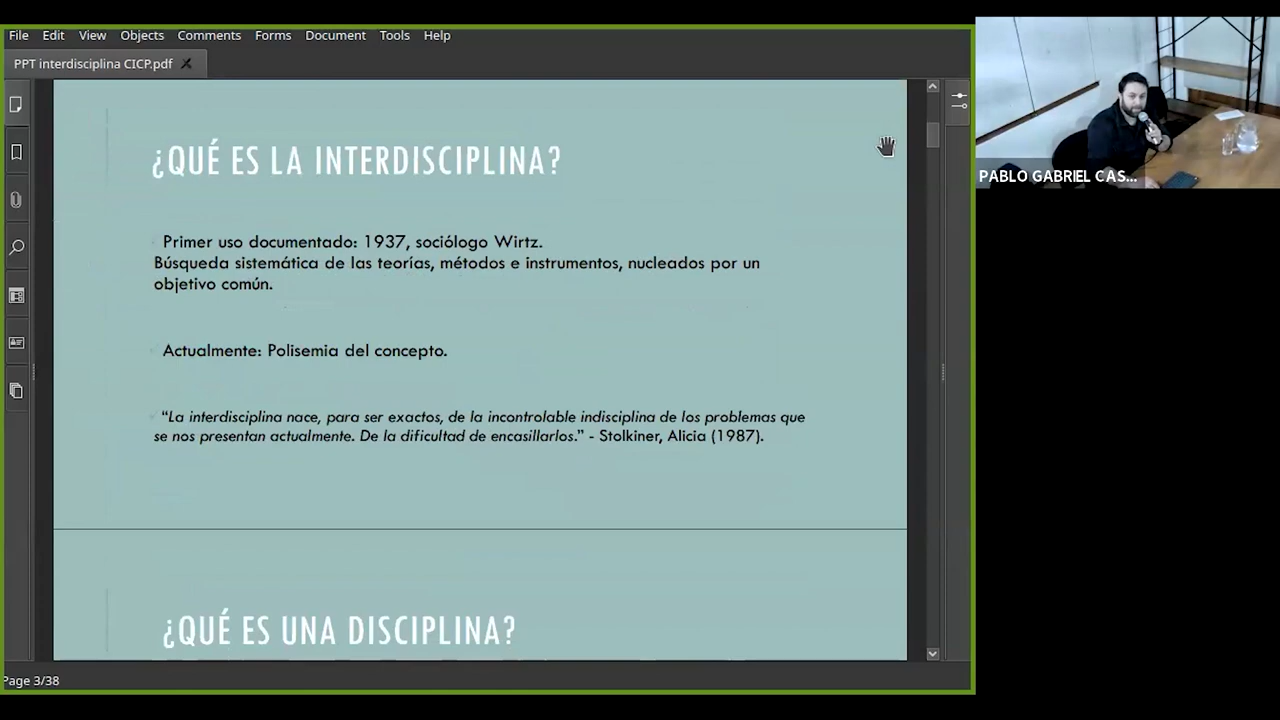 File Edit View Objects Comments Forms Document Tools Help
PPT interdisciplina CICP.pdf
¿QUÉ ES LA INTERDISCIPLINA?
Primer uso documentado: 1937, sociólogo Wirtz.
Búsqueda sistemática de las teorías, métodos e instrumentos, nucleados por un
objetivo común.
Actualmente: Polisemia del concepto.
“La interdisciplina nace, para ser exactos, de la incontrolable indisciplina de los problemas que
se nos presentan actualmente. De la dificultad de encasillarlos.” - Stolkiner, Alicia (1987).
¿QUÉ ES UNA DISCIPLINA?
Page 3/38
PABLO GABRIEL CAS...